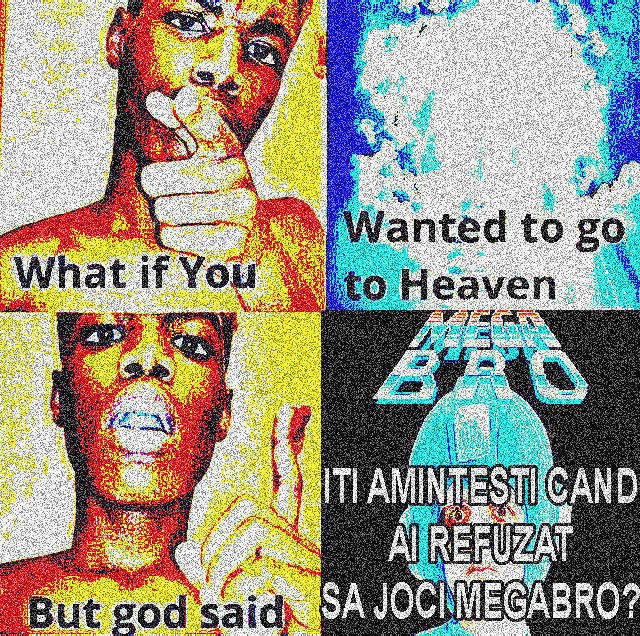 What if You
Wanted to go
to Heaven
But god said
MEGA
BRO
ITI AMINTESTI CAND
AI REFUZAT
SA JOCI MEGABRO?